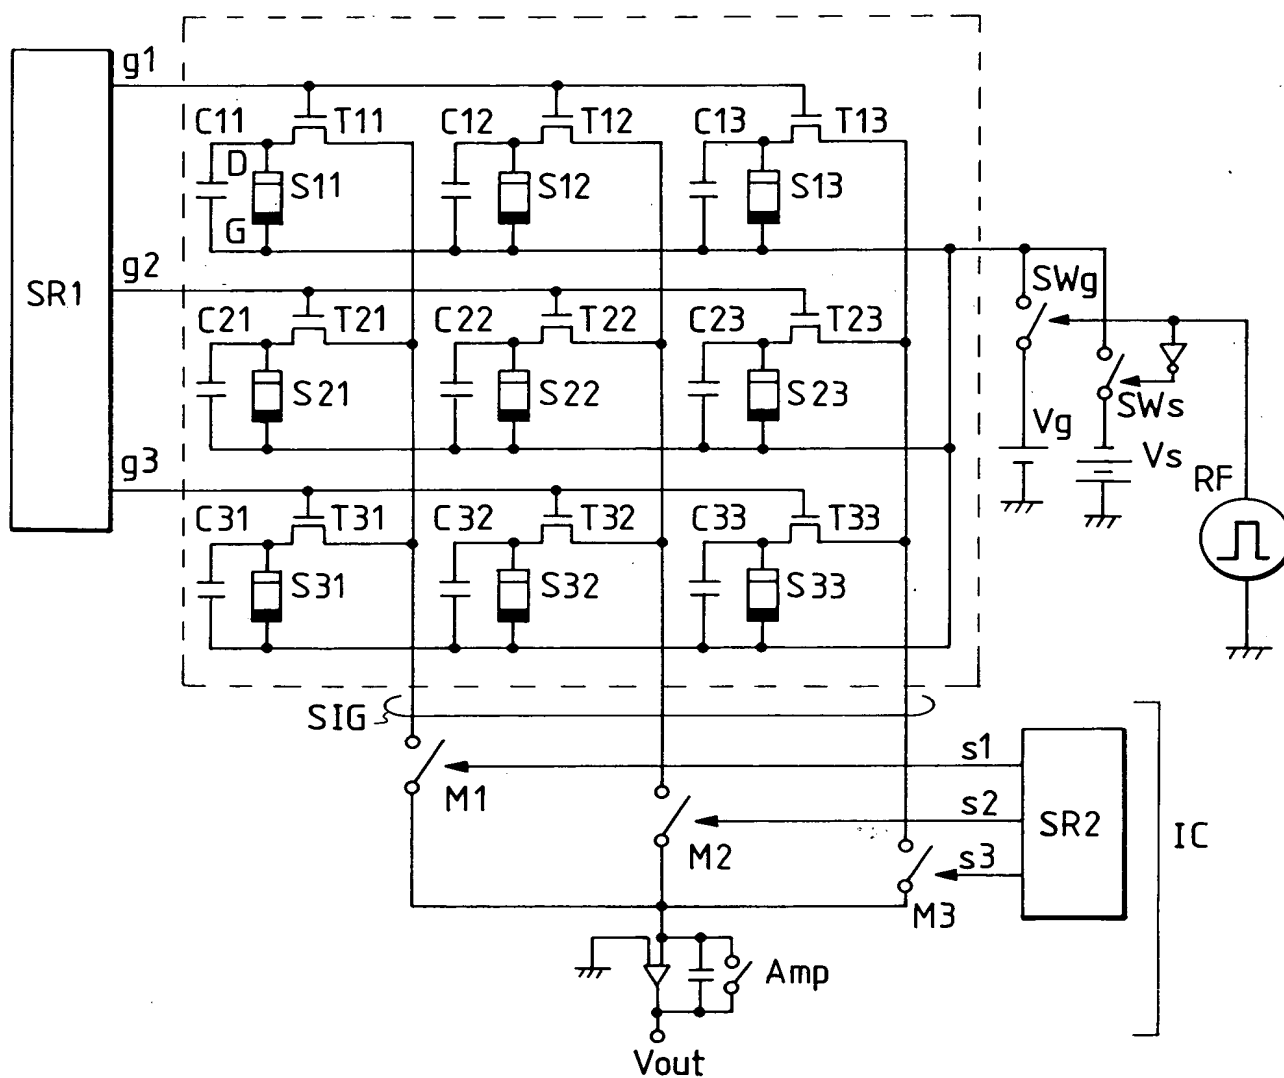 g1
C11 T11 C12 T12 C13 T13
D
S11 S12 S13
G
g2
SR1
SWg
C21 T21 C22 T22 C23 T23
S21 S22 S23
SWs
Vg
Vs
g3
RF
C31 T31 C32 T32 C33 T33
S31 S32 S33
SIG
s1
M1
s2
SR2
IC
M2
s3
M3
Amp
Vout